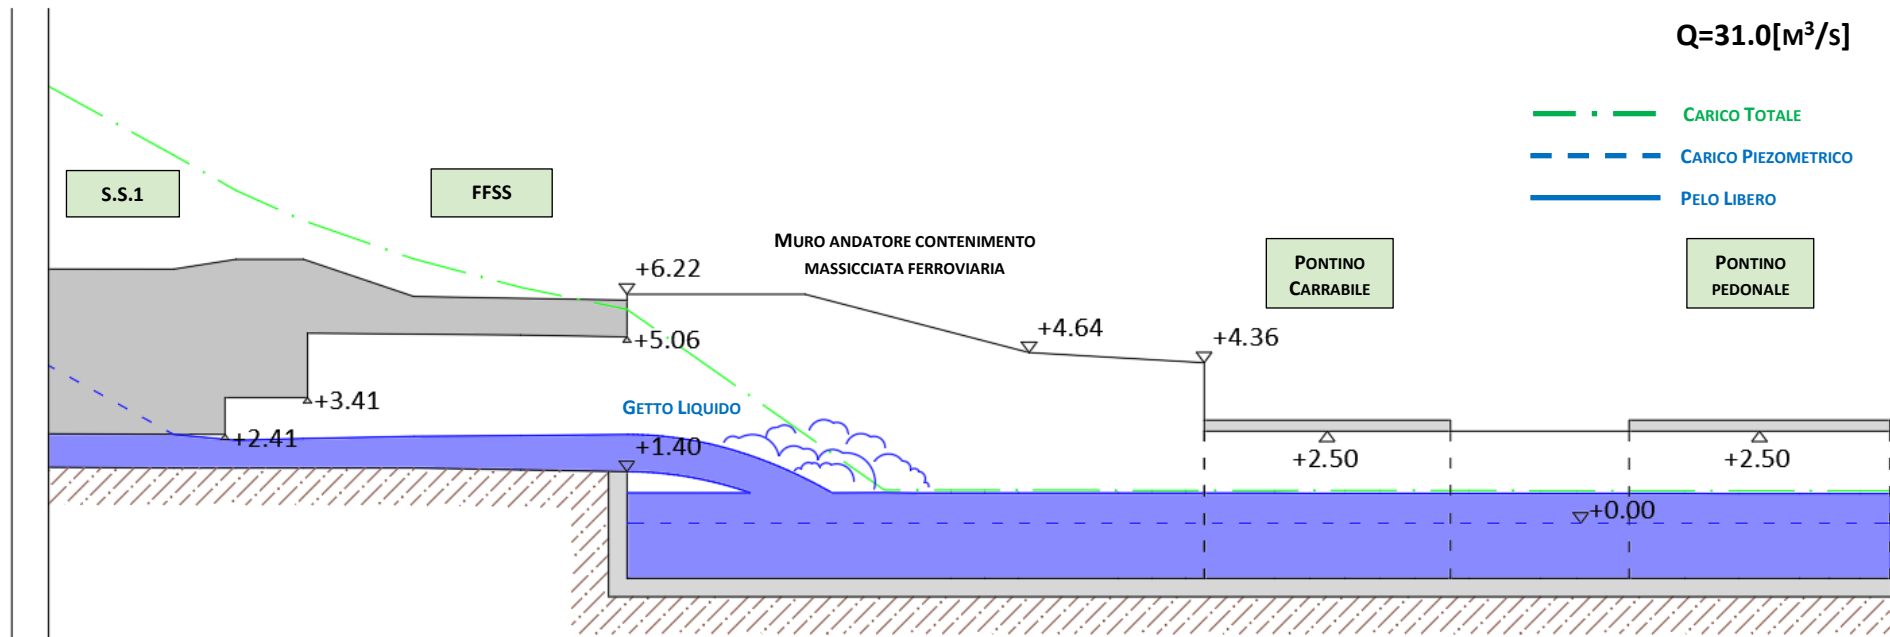 Q=31.0[M³/S]
CARICO TOTALE
CARICO PIEZOMETRICO
PELO LIBERO
S.S.1
FFSS
MURO ANDATORE CONTENIMENTO
MASSICCIATA FERROVIARIA
PONTINO
CARRABILE
PONTINO
PEDONALE
+6.22
+5.06
+4.64
+4.36
+3.41
GETTO LIQUIDO
+2.41
+1.40
+2.50
+2.50
+0.00